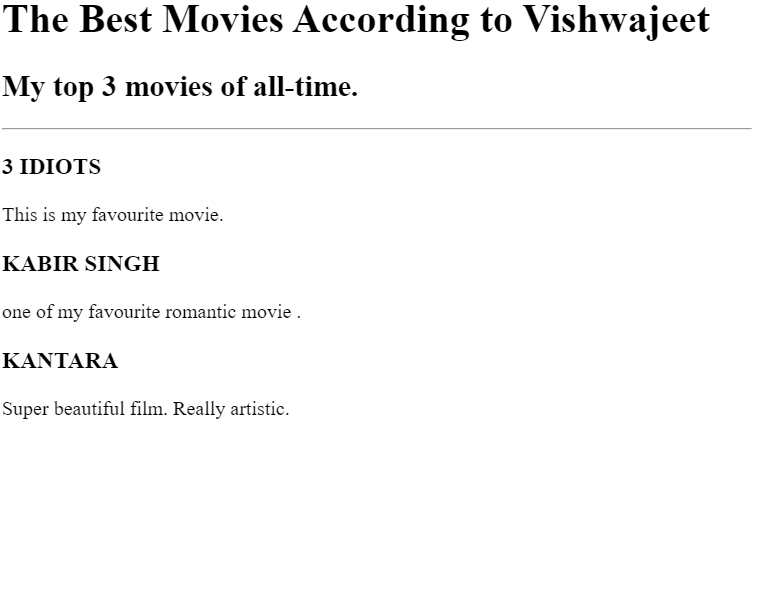 The Best Movies According to Vishwajeet
My top 3 movies of all-time.
3 IDIOTS
This is my favourite movie.
KABIR SINGH
one of my favourite romantic movie .
KANTARA
Super beautiful film. Really artistic.